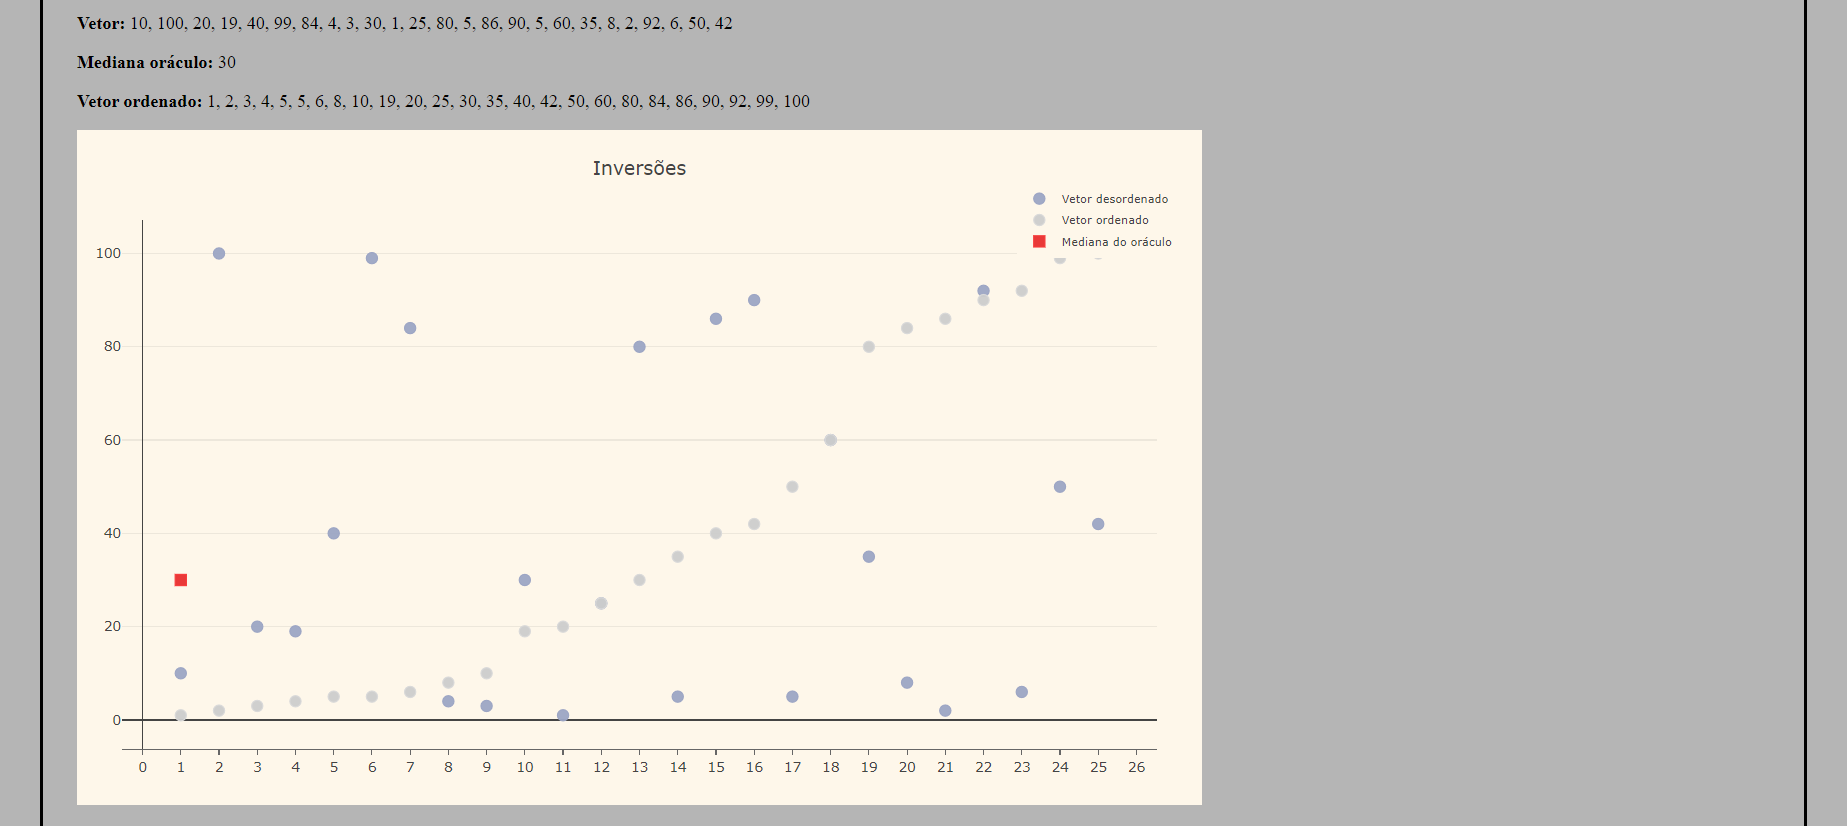 Vetor: 10, 100, 20, 19, 40, 99, 84, 4, 3, 30, 1, 25, 80, 5, 86, 90, 5, 60, 35, 8, 2, 92, 6, 50, 42
Mediana oráculo: 30
Vetor ordenado: 1, 2, 3, 4, 5, 5, 6, 8, 10, 19, 20, 25, 30, 35, 40, 42, 50, 60, 80, 84, 86, 90, 92, 99, 100
Inversões
Vetor desordenado
Vetor ordenado
Mediana do oráculo
100
80
60
40
20
0
0 1 2 3 4 5 6 7 8 9 10 11 12 13 14 15 16 17 18 19 20 21 22 23 24 25 26